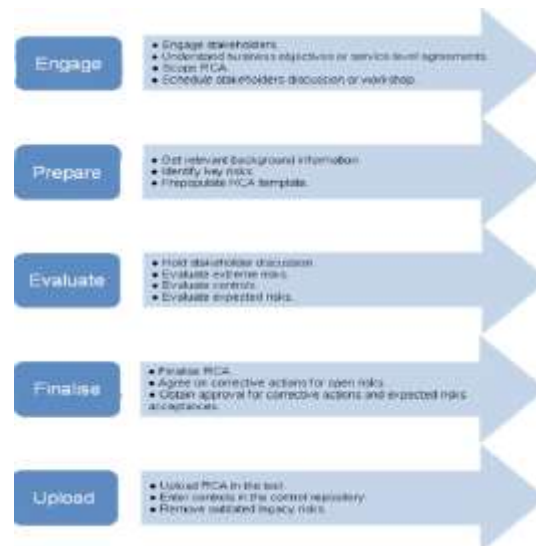 Engage
• Engage stakeholders.
• Understand business objectives or service level agreements.
• Scope RCA.
• Schedule stakeholders discussion or workshop.
Prepare
• Get relevant background information.
• Identify key risks.
• Prepopulate RCA template.
Evaluate
• Hold stakeholder discussion.
• Evaluate extreme risks.
• Evaluate controls.
• Evaluate expected risks.
Finalise
• Finalise RCA.
• Agree on corrective actions for open risks.
• Obtain approval for corrective actions and expected risks
acceptances.
Upload
• Upload RCA in the tool.
• Enter controls in the control repository.
• Remove outdated legacy risks.